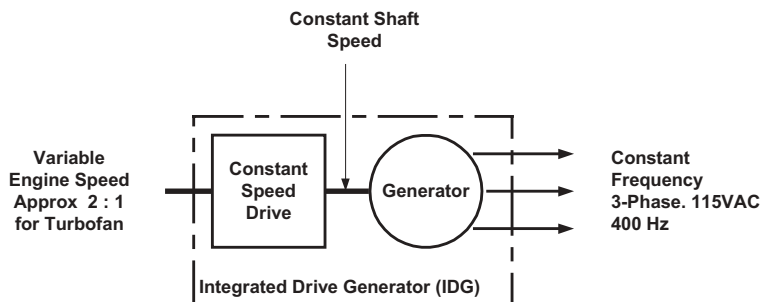 Constant Shaft
Speed
Variable
Engine Speed
Approx 2 : 1
for Turbofan
Constant
Speed
Drive
Generator
Constant
Frequency
3-Phase. 115VAC
400 Hz
Integrated Drive Generator (IDG)